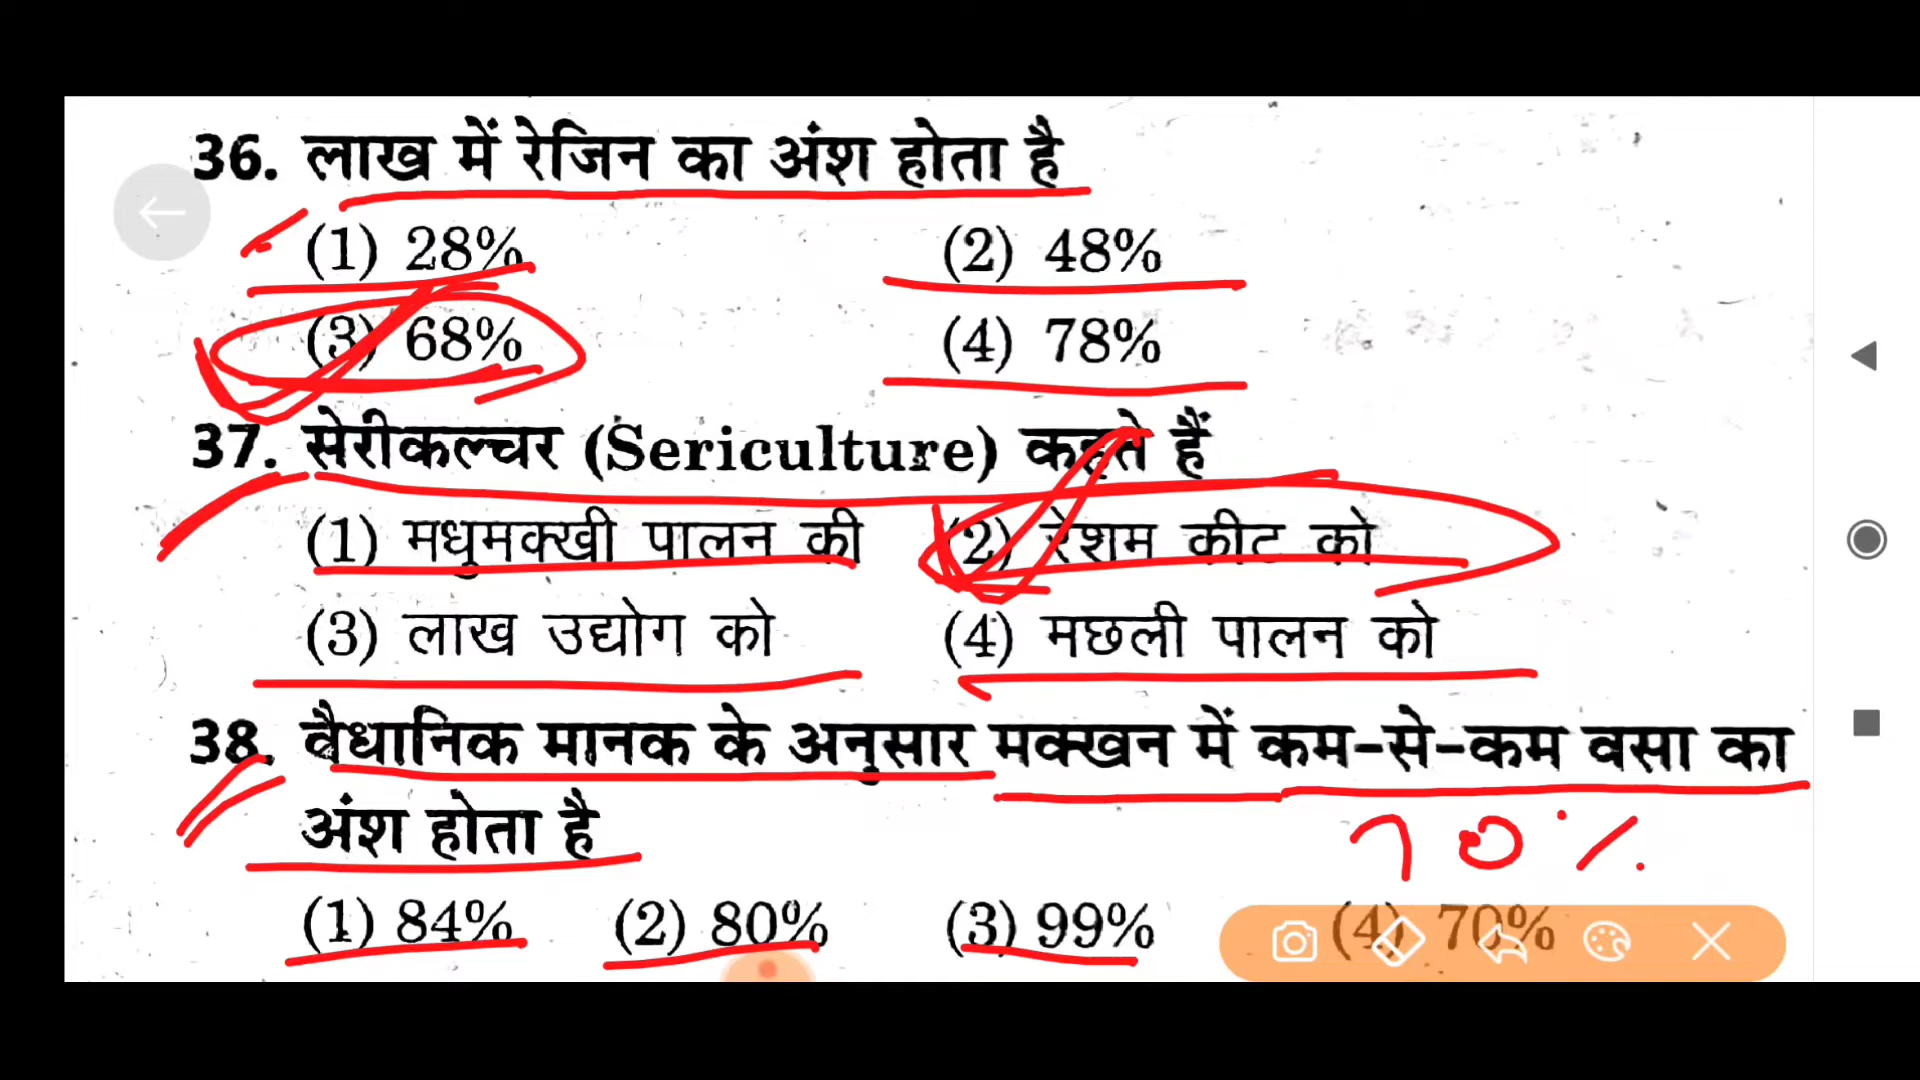 36. लाख में रेजिन का अंश होता है
(1) 28% (2) 48%
(3) 68% (4) 78%
37. सेरीकल्चर (Sericulture) कहते हैं
(1) मधुमक्खी पालन की (2) रेशम कीट को
(3) लाख उद्योग को (4) मछली पालन को
38. वैधानिक मानक के अनुसार मक्खन में कम-से-कम वसा का
अंश होता है
70%
(1) 84% (2) 80% (3) 99% (4) 70%